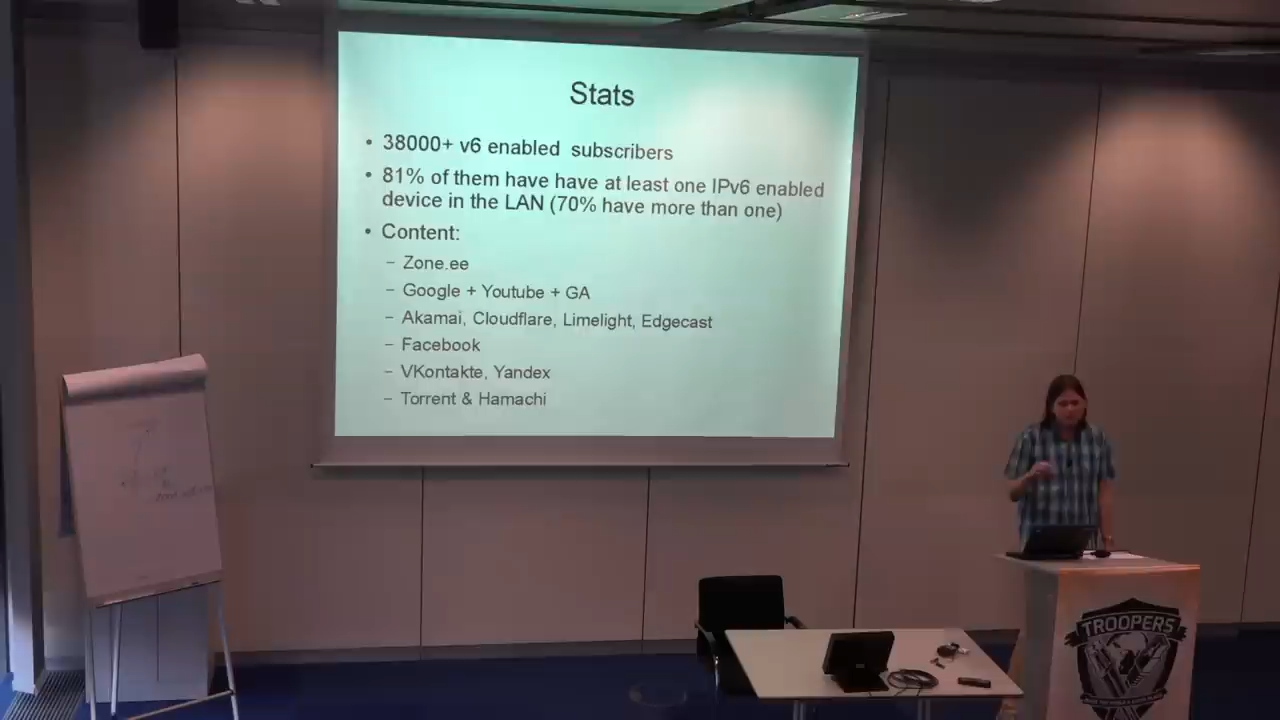 Stats
• 38000+ v6 enabled subscribers
• 81% of them have have at least one IPv6 enabled
device in the LAN (70% have more than one)
• Content:
– Zone.ee
– Google + Youtube + GA
– Akamai, Cloudflare, Limelight, Edgecast
– Facebook
– VKontakte, Yandex
– Torrent & Hamachi
TROOPERS